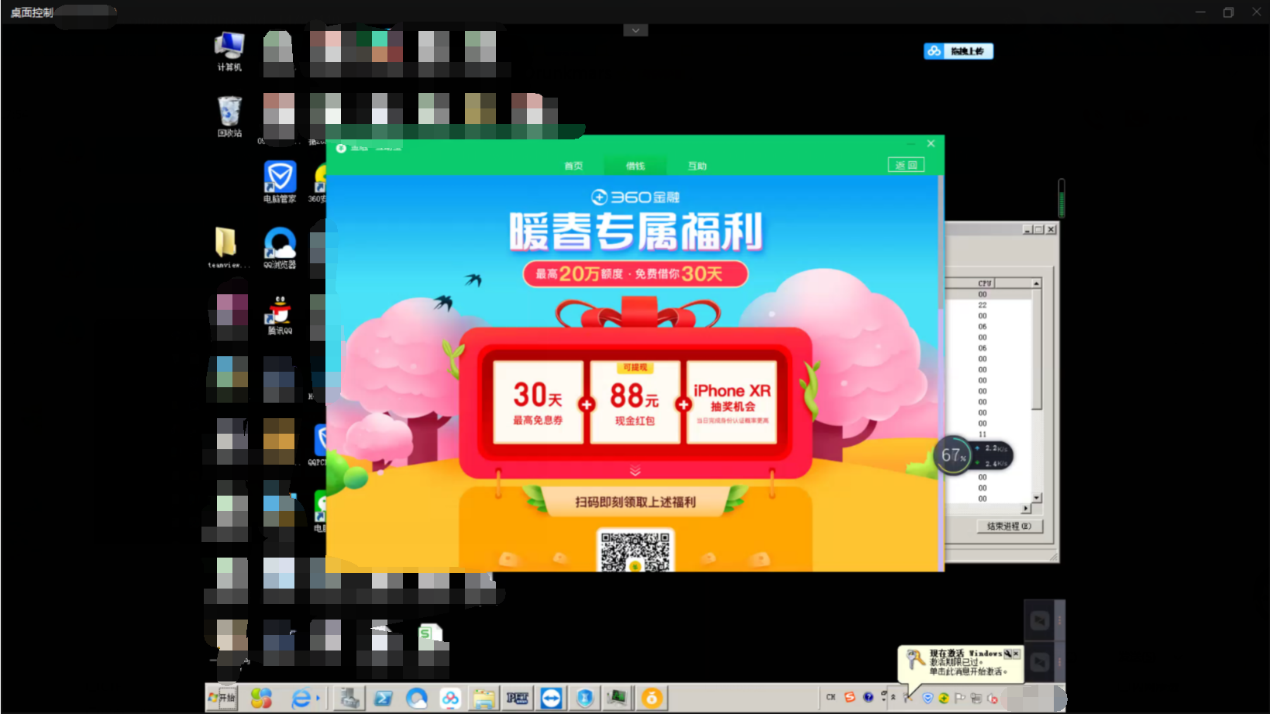 桌面控制
拖拽上传
计算机
回收站
电脑管家
teamview...
QQ浏览器
腾讯QQ
首页
借钱
互助
返回
360金融
暖春专属福利
最高20万额度·免费借你30天
30天
最高免息券
可提现
88元
现金红包
iPhone XR
抽奖机会
扫码即刻领取上述福利
CPU
00
22
00
06
00
06
00
00
00
00
00
00
00
11
00
00
00
67%
结束进程(E)
现在激活 Windows
激活期限已过。
单击此消息开始激活。
开始
CH